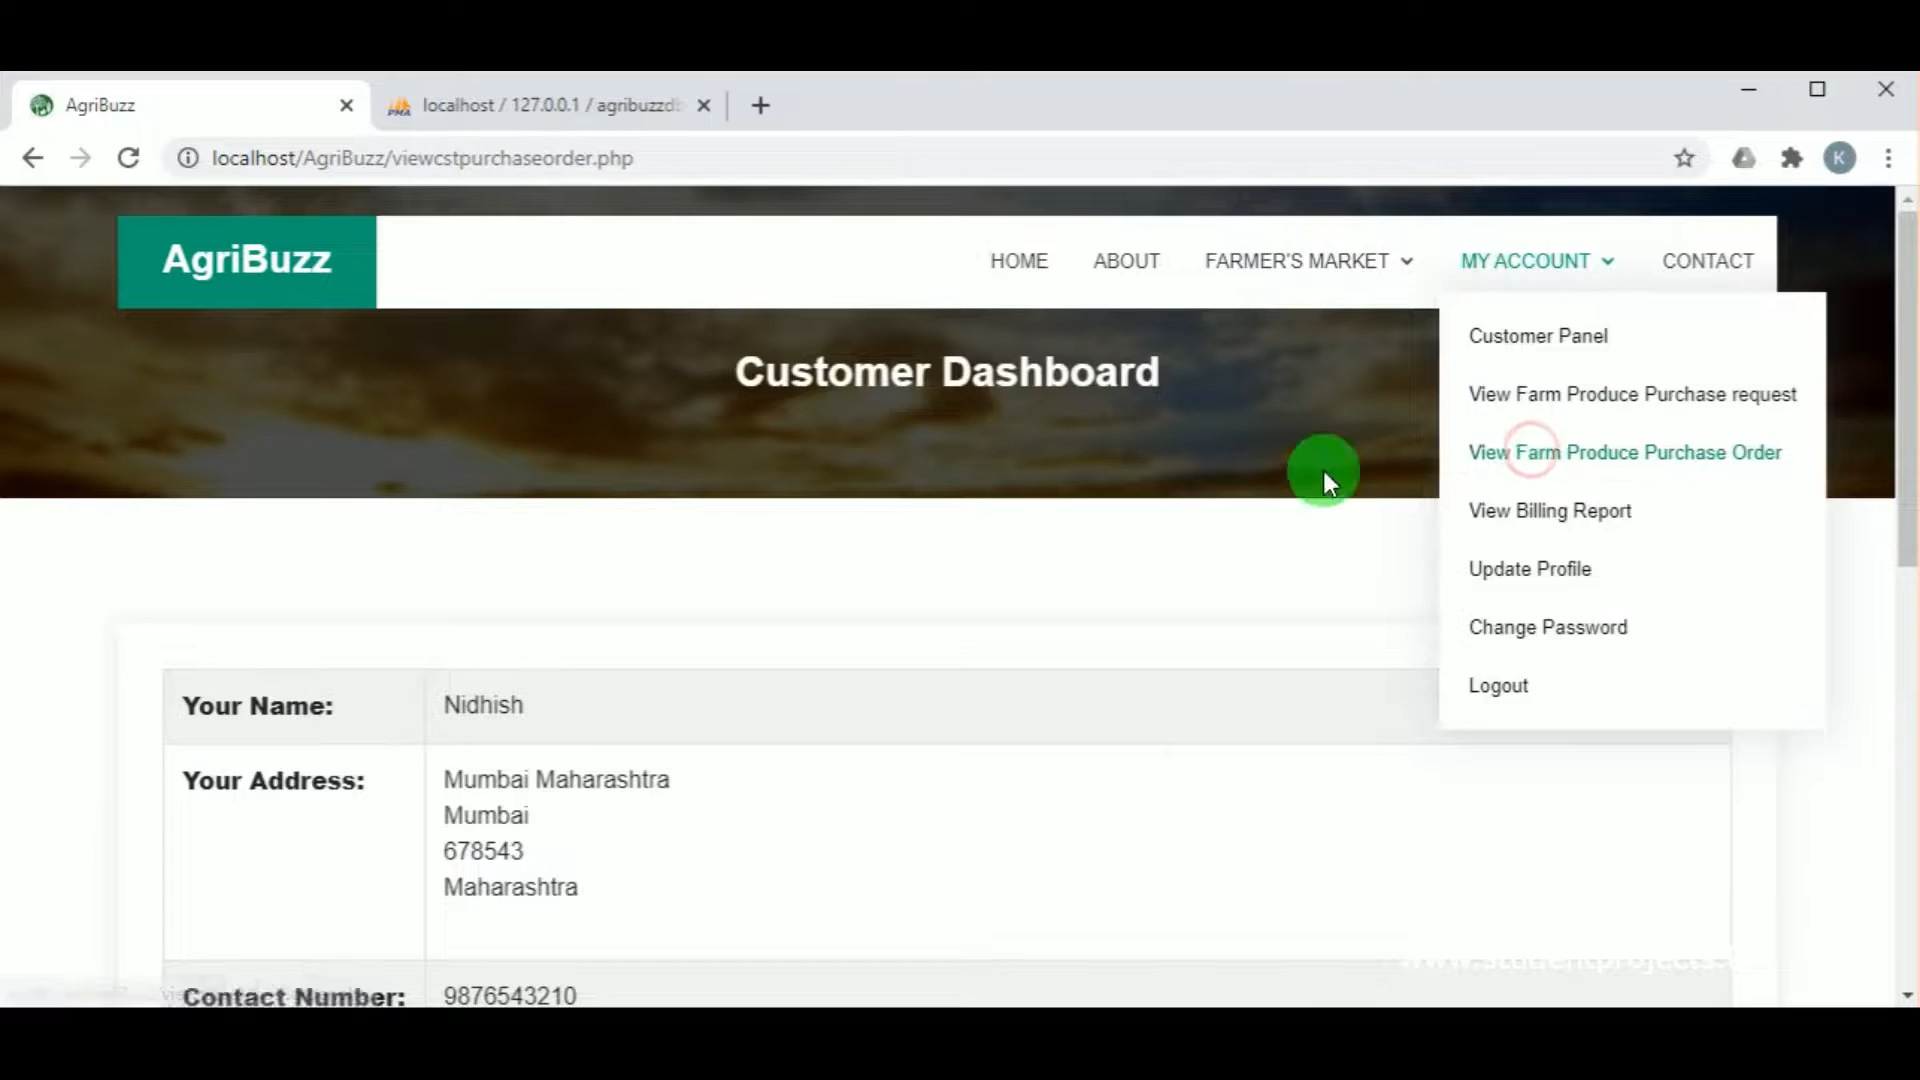 AgriBuzz
localhost / 127.0.0.1 / agribuzzdb
localhost/AgriBuzz/viewcstpurchaseorder.php
K
AgriBuzz
HOME ABOUT FARMER'S MARKET MY ACCOUNT CONTACT
Customer Panel
Customer Dashboard
View Farm Produce Purchase request
View Farm Produce Purchase Order
View Billing Report
Update Profile
Change Password
Logout
Your Name: Nidhish
Your Address: Mumbai Maharashtra
Mumbai
678543
Maharashtra
Contact Number: 9876543210